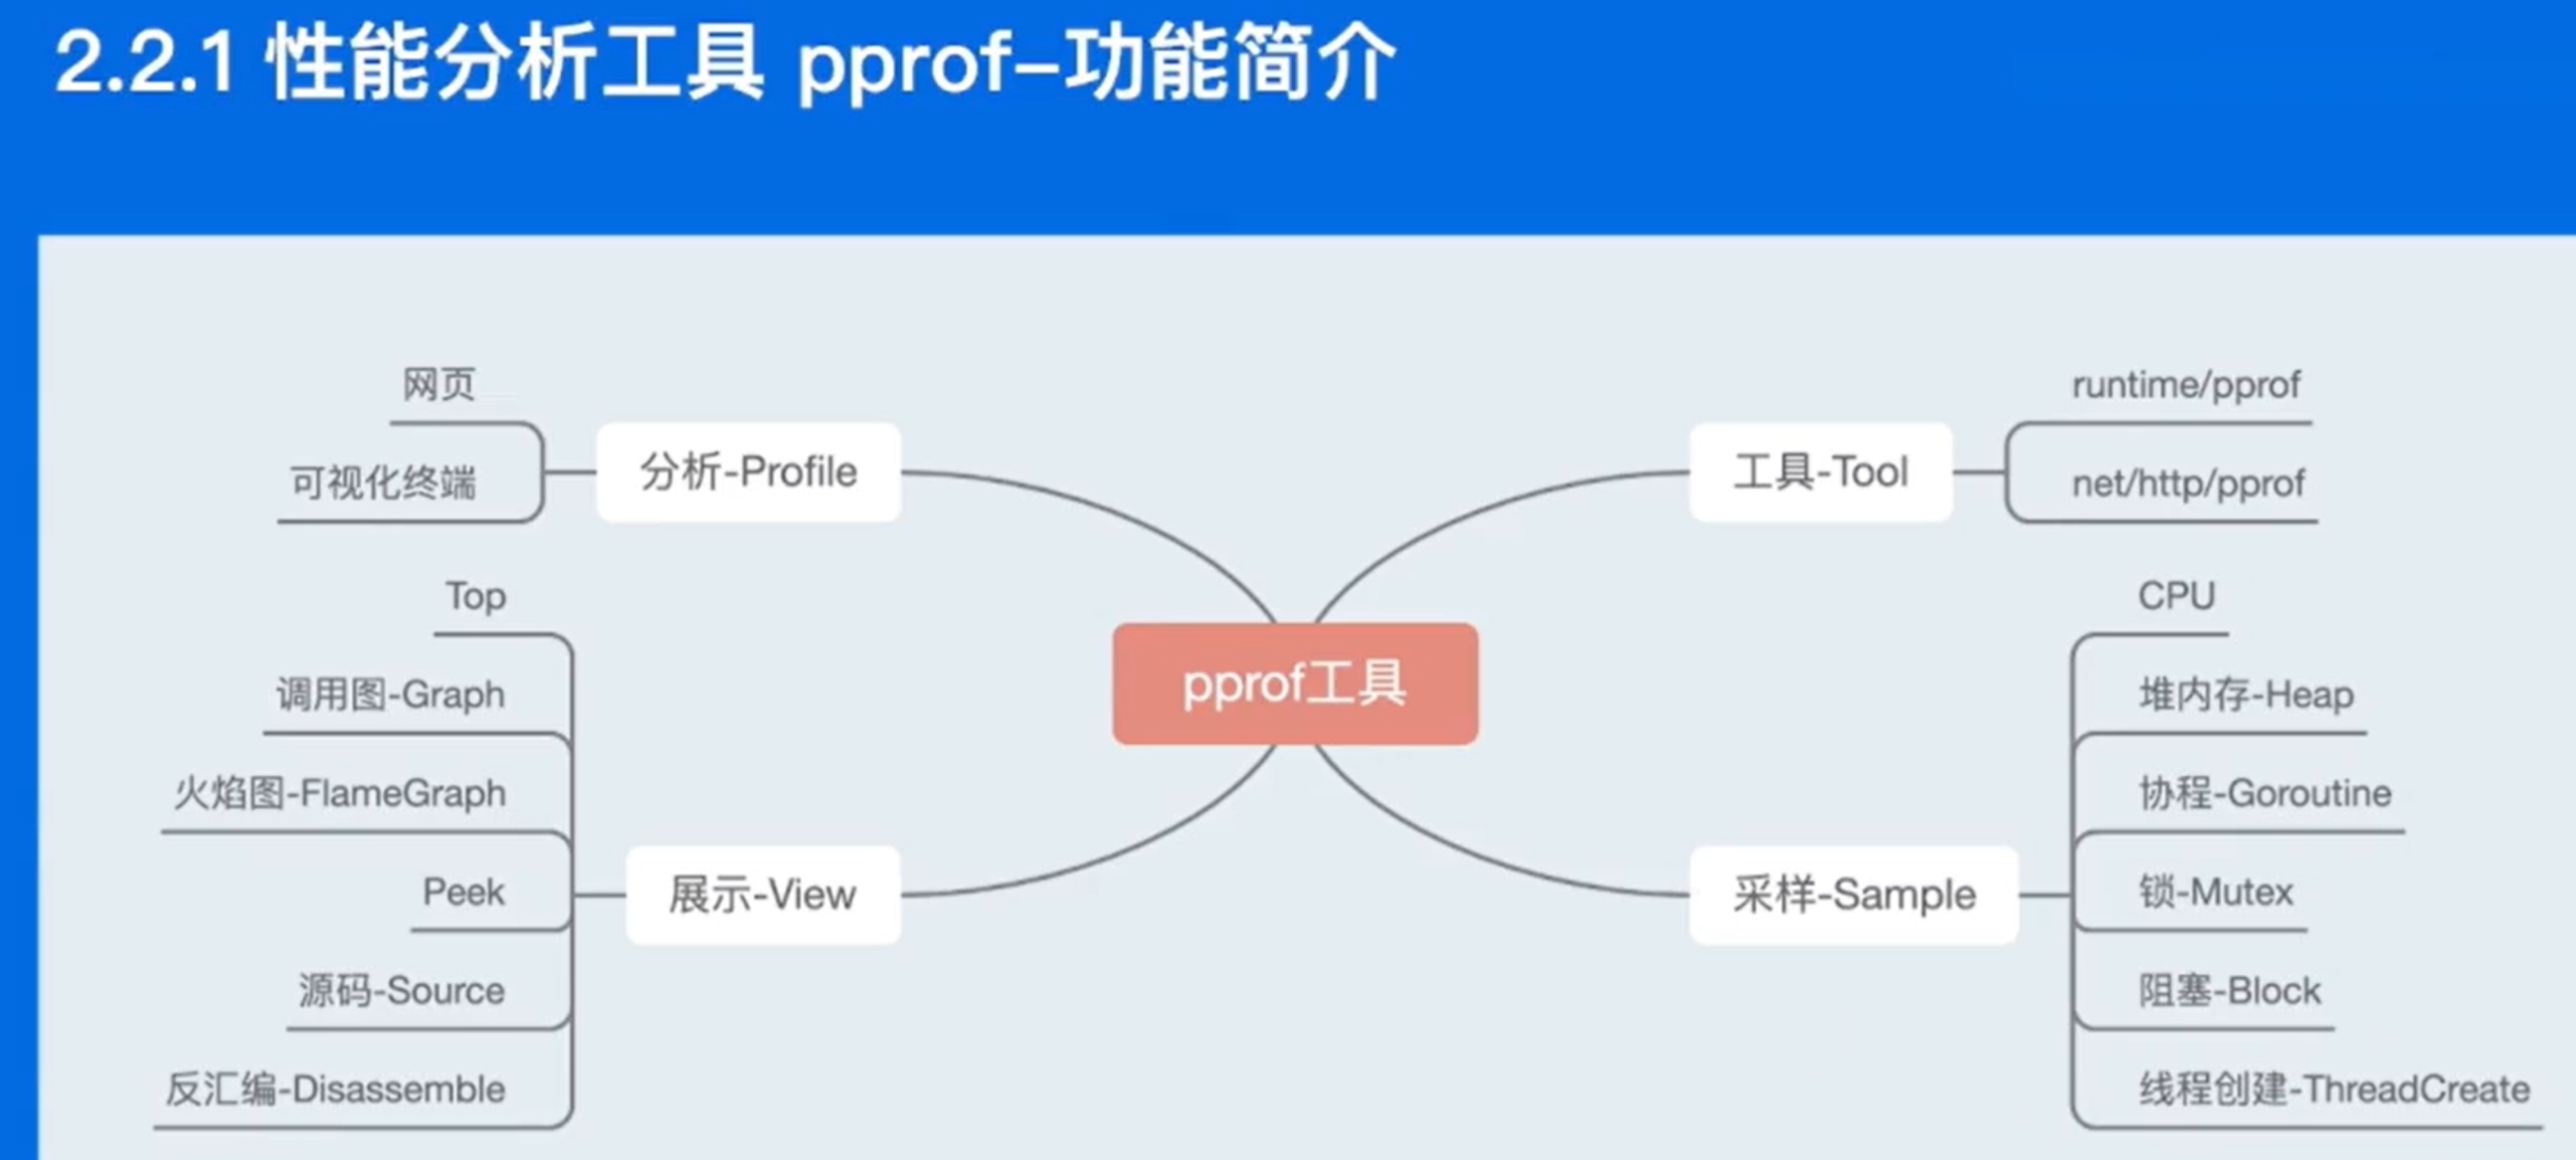 2.2.1 性能分析工具 pprof–功能简介
网页
可视化终端
分析-Profile
Top
调用图-Graph
火焰图-FlameGraph
Peek
源码-Source
反汇编-Disassemble
展示-View
pprof工具
工具-Tool
runtime/pprof
net/http/pprof
采样-Sample
CPU
堆内存-Heap
协程-Goroutine
锁-Mutex
阻塞-Block
线程创建-ThreadCreate